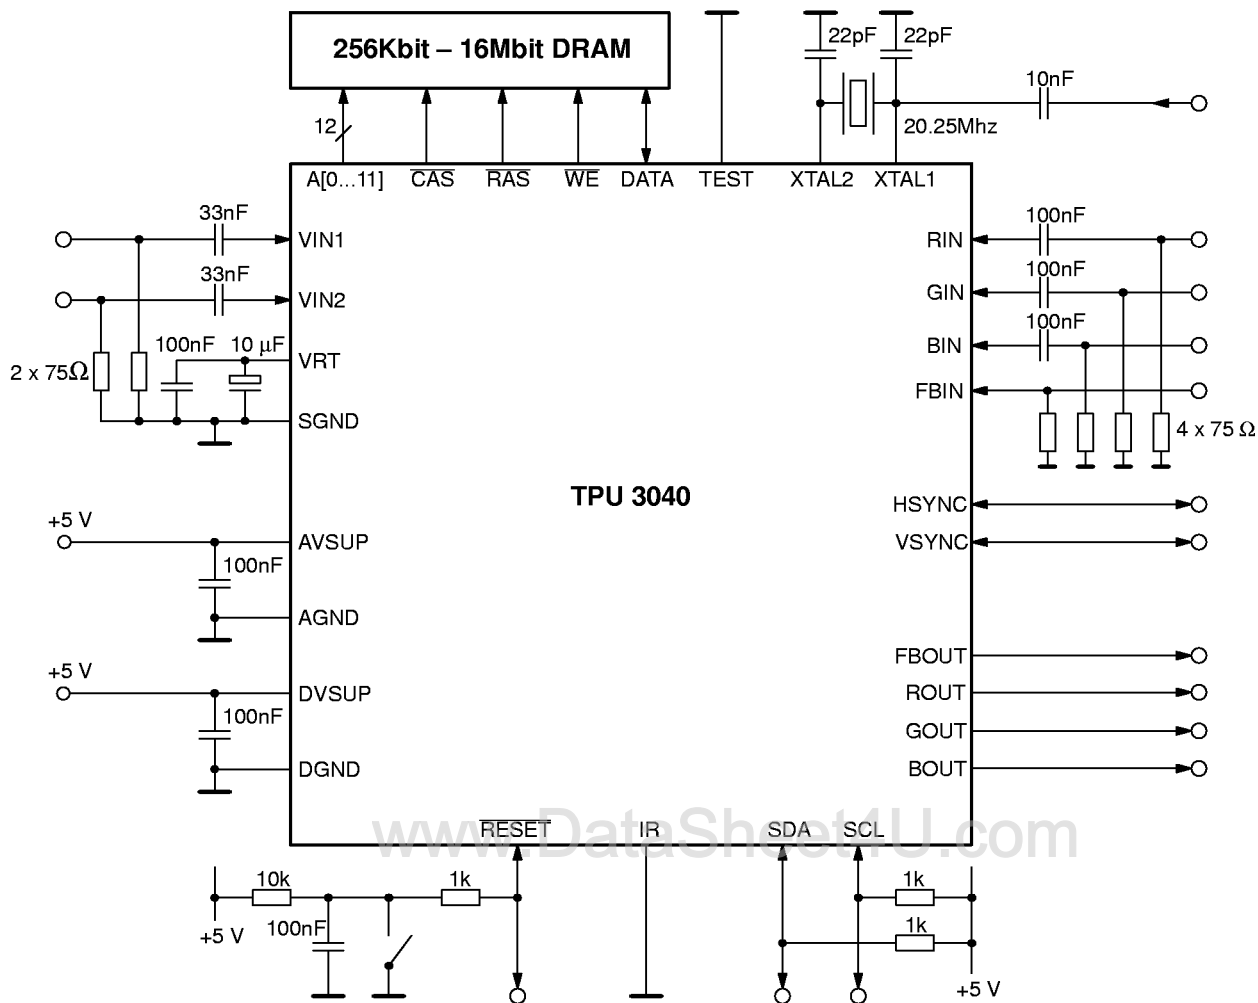 256Kbit – 16Mbit DRAM
22pF
22pF
10nF
20.25Mhz
12
A[0...11]
CAS
RAS
WE
DATA
TEST
XTAL2
XTAL1
33nF
VIN1
33nF
VIN2
100nF
10 µF
VRT
2 x 75Ω
SGND
100nF
RIN
100nF
GIN
100nF
BIN
FBIN
4 x 75 Ω
TPU 3040
HSYNC
VSYNC
+5 V
AVSUP
100nF
AGND
+5 V
DVSUP
100nF
DGND
FBOUT
ROUT
GOUT
BOUT
www.DataSheet4U.com
RESET
IR
SDA
SCL
10k
1k
1k
100nF
1k
+5 V
+5 V